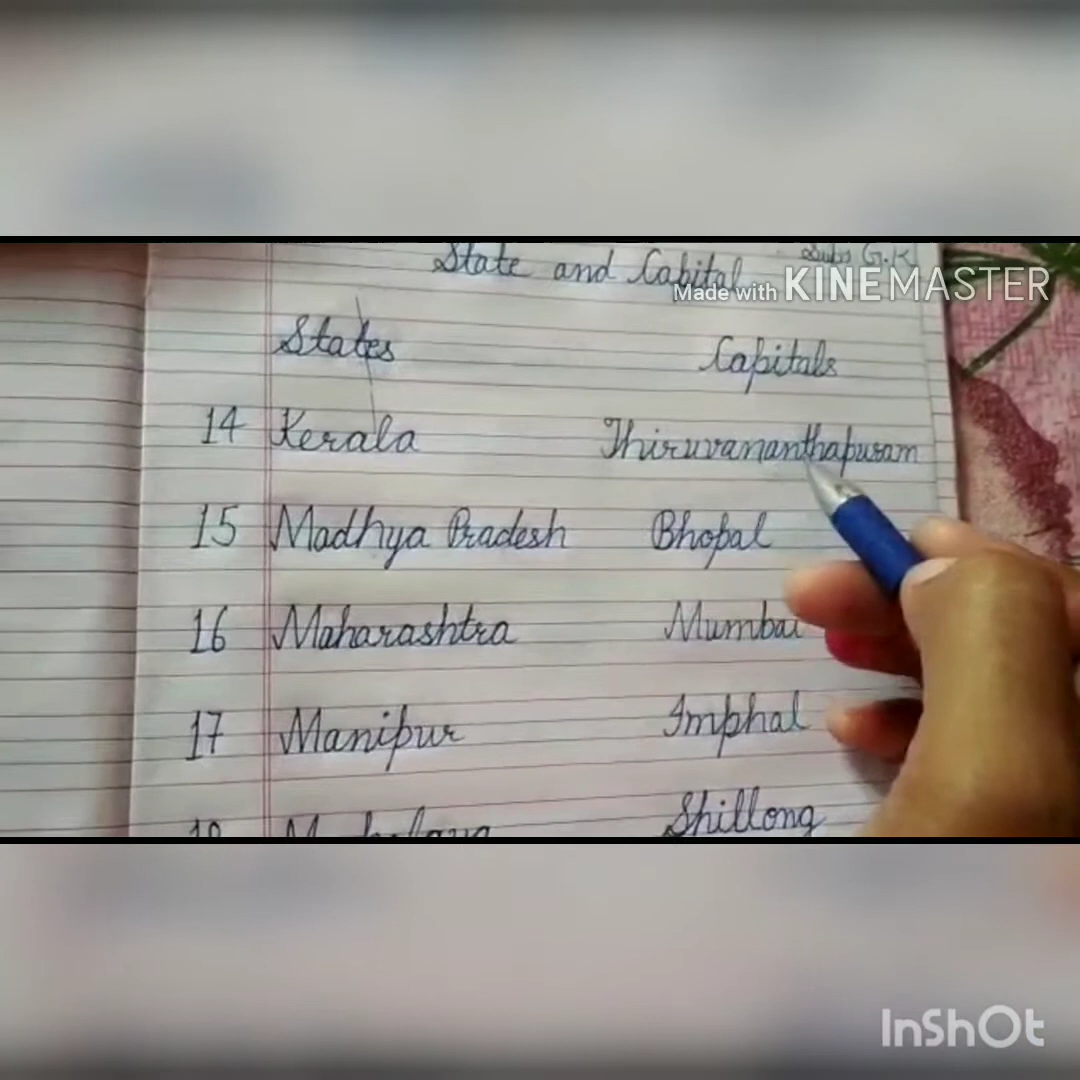 State and Capital
Sub> G.K
Made with KINEMASTER
States Capitals
14 Kerala Thiruvananthapuram
15 Madhya Pradesh Bhopal
16 Maharashtra Mumbai
17 Manipur Imphal
Shillong
InShOt